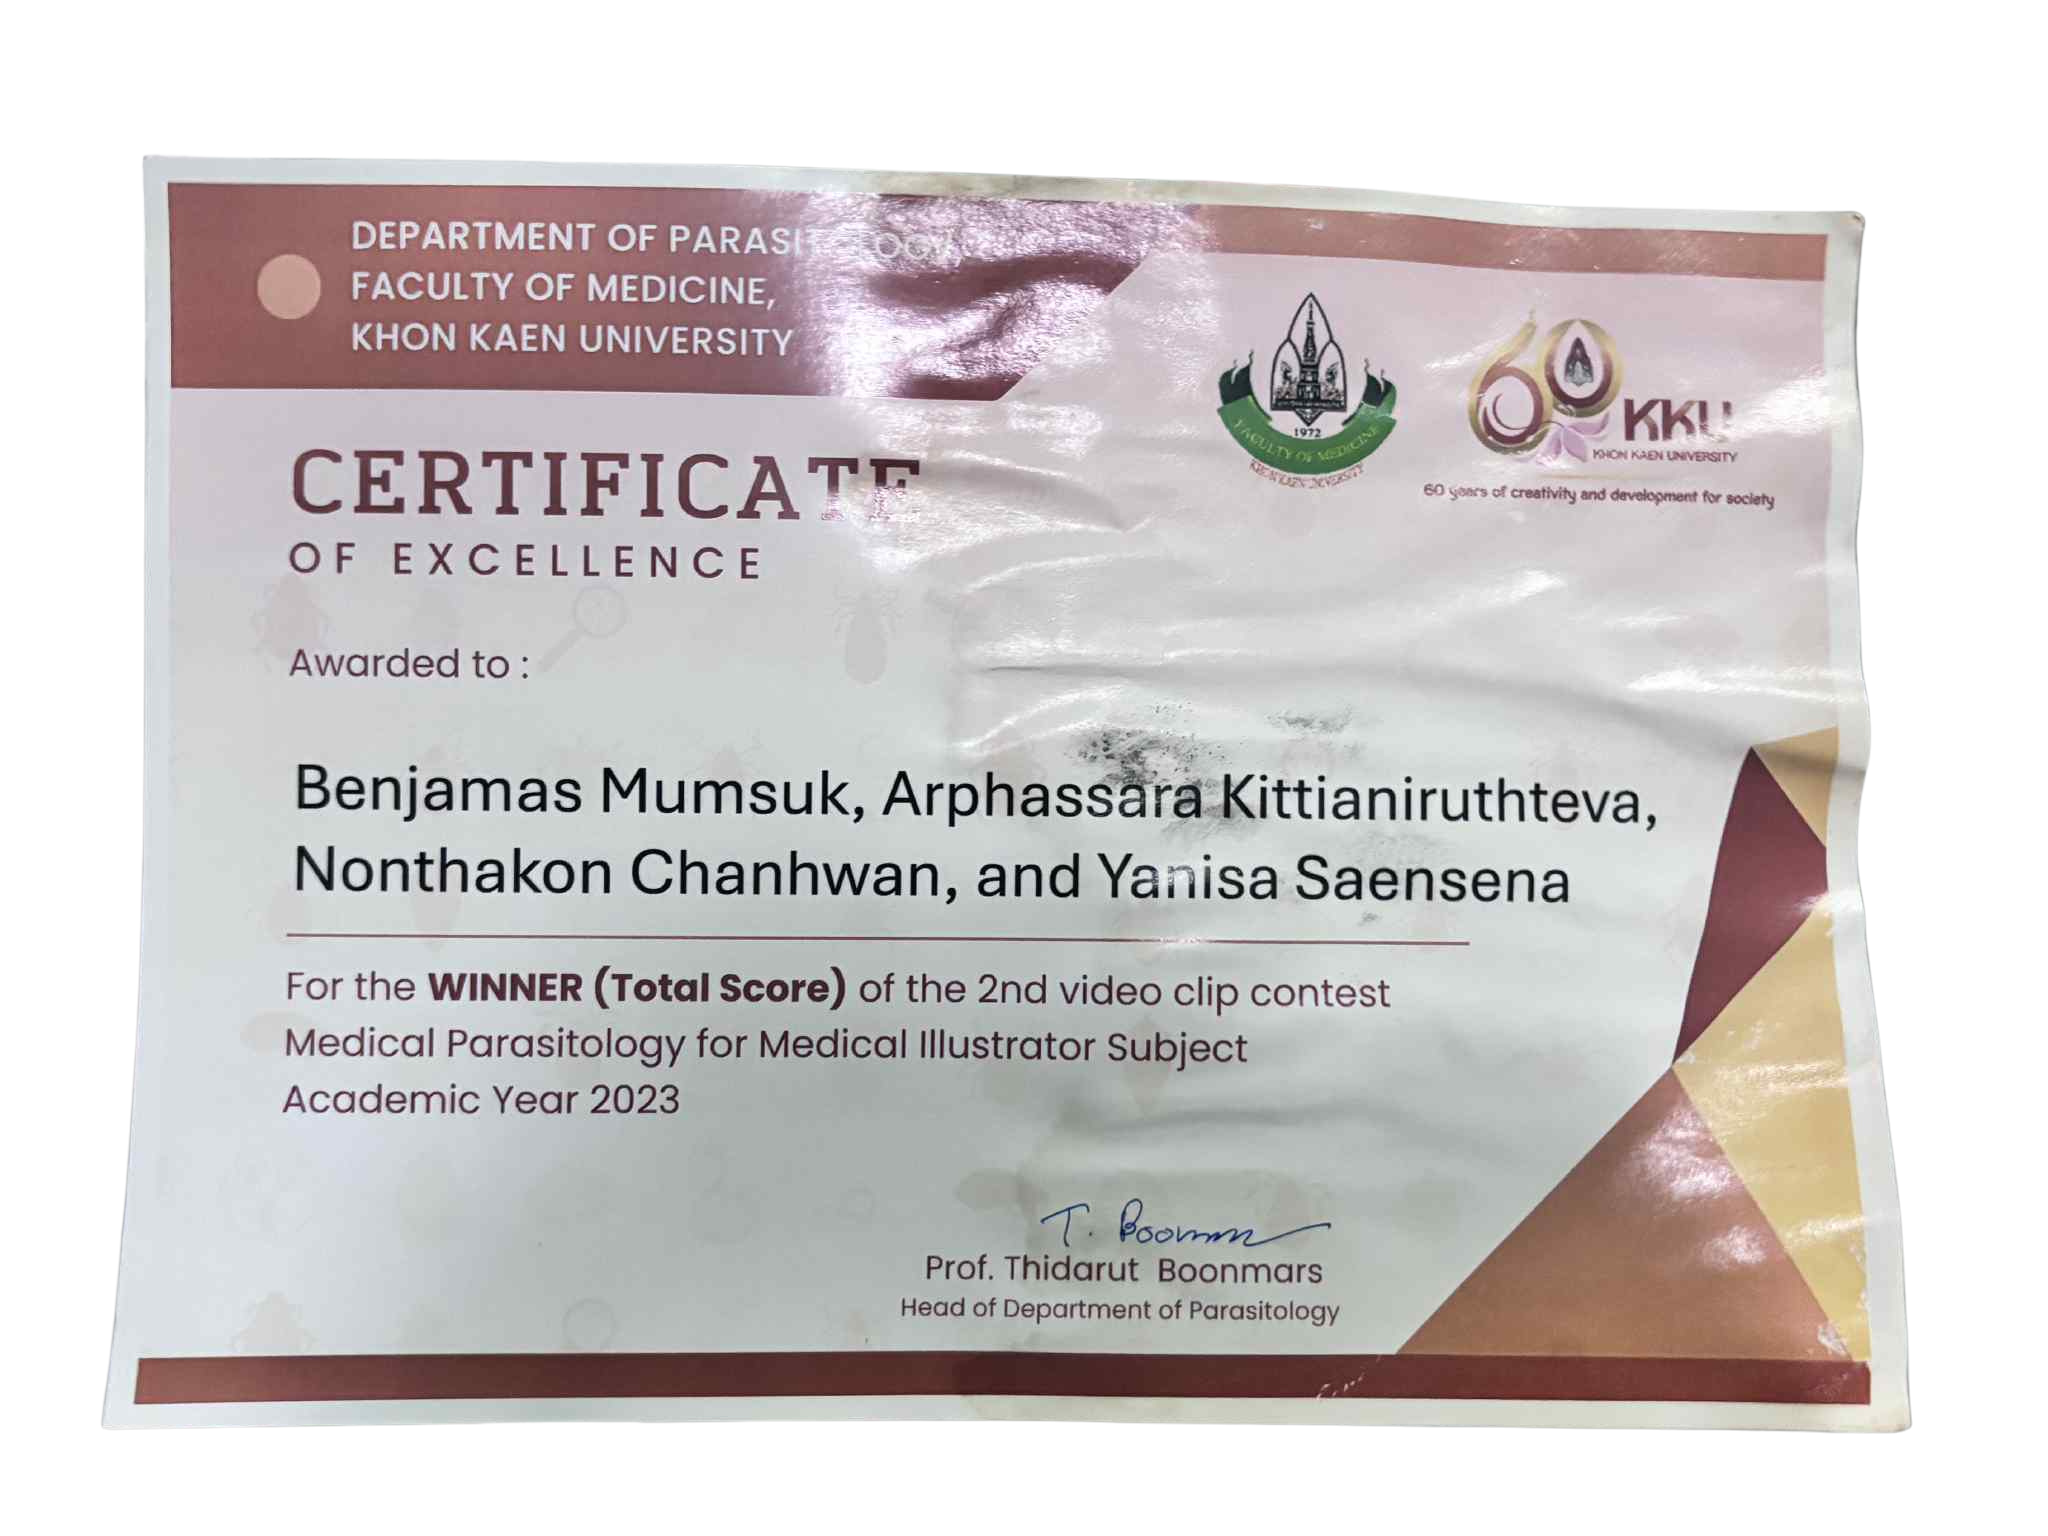 DEPARTMENT OF PARASITOLOGY,
FACULTY OF MEDICINE,
KHON KAEN UNIVERSITY
1972
FACULTY OF MEDICINE
KHON KAEN UNIVERSITY
60
KKU
KHON KAEN UNIVERSITY
60 years of creativity and development for society
CERTIFICATE
OF EXCELLENCE
Awarded to :
Benjamas Mumsuk, Arphassara Kittianiruthteva,
Nonthakon Chanhwan, and Yanisa Saensena
For the WINNER (Total Score) of the 2nd video clip contest
Medical Parasitology for Medical Illustrator Subject
Academic Year 2023
T. Boonmars
Prof. Thidarut Boonmars
Head of Department of Parasitology